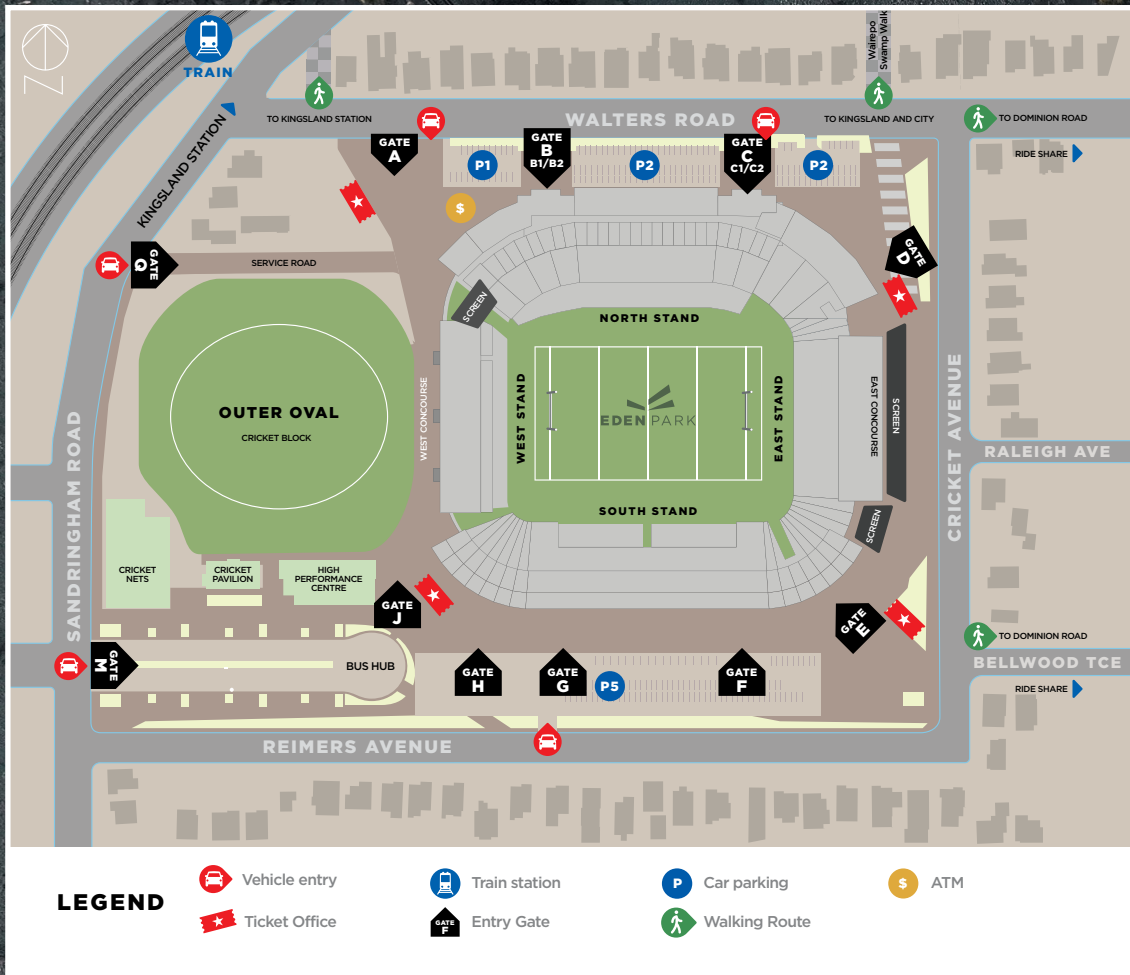 N
TRAIN
Wairepo
Swamp Walk
TO KINGSLAND STATION
WALTERS ROAD
TO KINGSLAND AND CITY
TO DOMINION ROAD
KINGSLAND STATION
GATE
A
P1
GATE
B
B1/B2
P2
GATE
C
C1/C2
P2
RIDE SHARE
$
GATE
Q
SERVICE ROAD
GATE
D
SCREEN
NORTH STAND
OUTER OVAL
CRICKET BLOCK
WEST CONCOURSE
WEST STAND
EDEN PARK
EAST STAND
EAST CONCOURSE
SCREEN
CRICKET AVENUE
RALEIGH AVE
SANDRINGHAM ROAD
SOUTH STAND
SCREEN
CRICKET
NETS
CRICKET
PAVILION
HIGH
PERFORMANCE
CENTRE
GATE
J
GATE
E
TO DOMINION ROAD
GATE
M
BUS HUB
GATE
H
GATE
G
P5
GATE
F
BELLWOOD TCE
RIDE SHARE
REIMERS AVENUE
LEGEND
Vehicle entry
Train station
P
Car parking
$
ATM
Ticket Office
GATE
F
Entry Gate
Walking Route